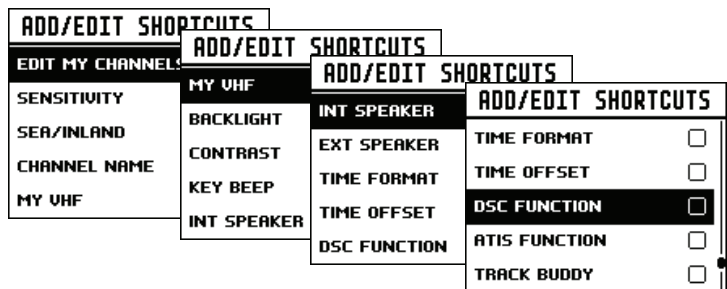 ADD/EDIT SHORTCUTS
EDIT MY CHANNELS
SENSITIVITY
SEA/INLAND
CHANNEL NAME
MY VHF
ADD/EDIT SHORTCUTS
MY VHF
BACKLIGHT
CONTRAST
KEY BEEP
INT SPEAKER
ADD/EDIT SHORTCUTS
INT SPEAKER
EXT SPEAKER
TIME FORMAT
TIME OFFSET
DSC FUNCTION
ADD/EDIT SHORTCUTS
TIME FORMAT
TIME OFFSET
DSC FUNCTION
ATIS FUNCTION
TRACK BUDDY